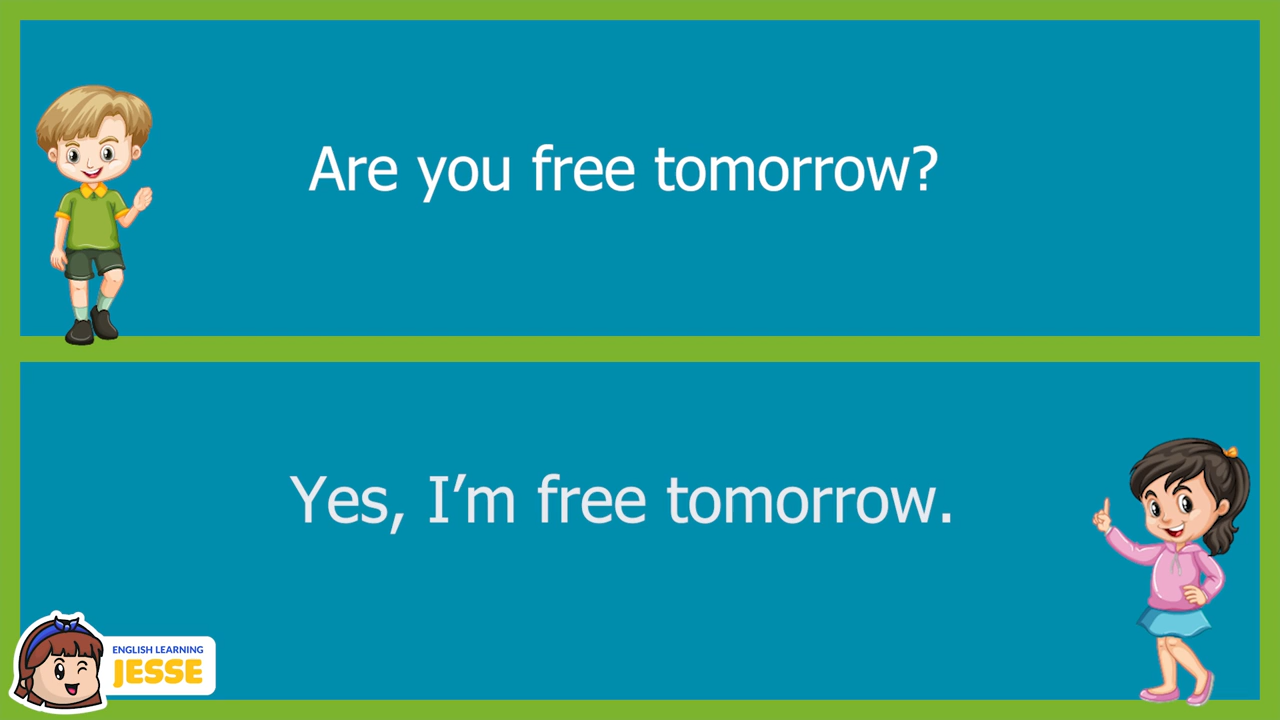 Are you free tomorrow?
Yes, I’m free tomorrow.
ENGLISH LEARNING
JESSE